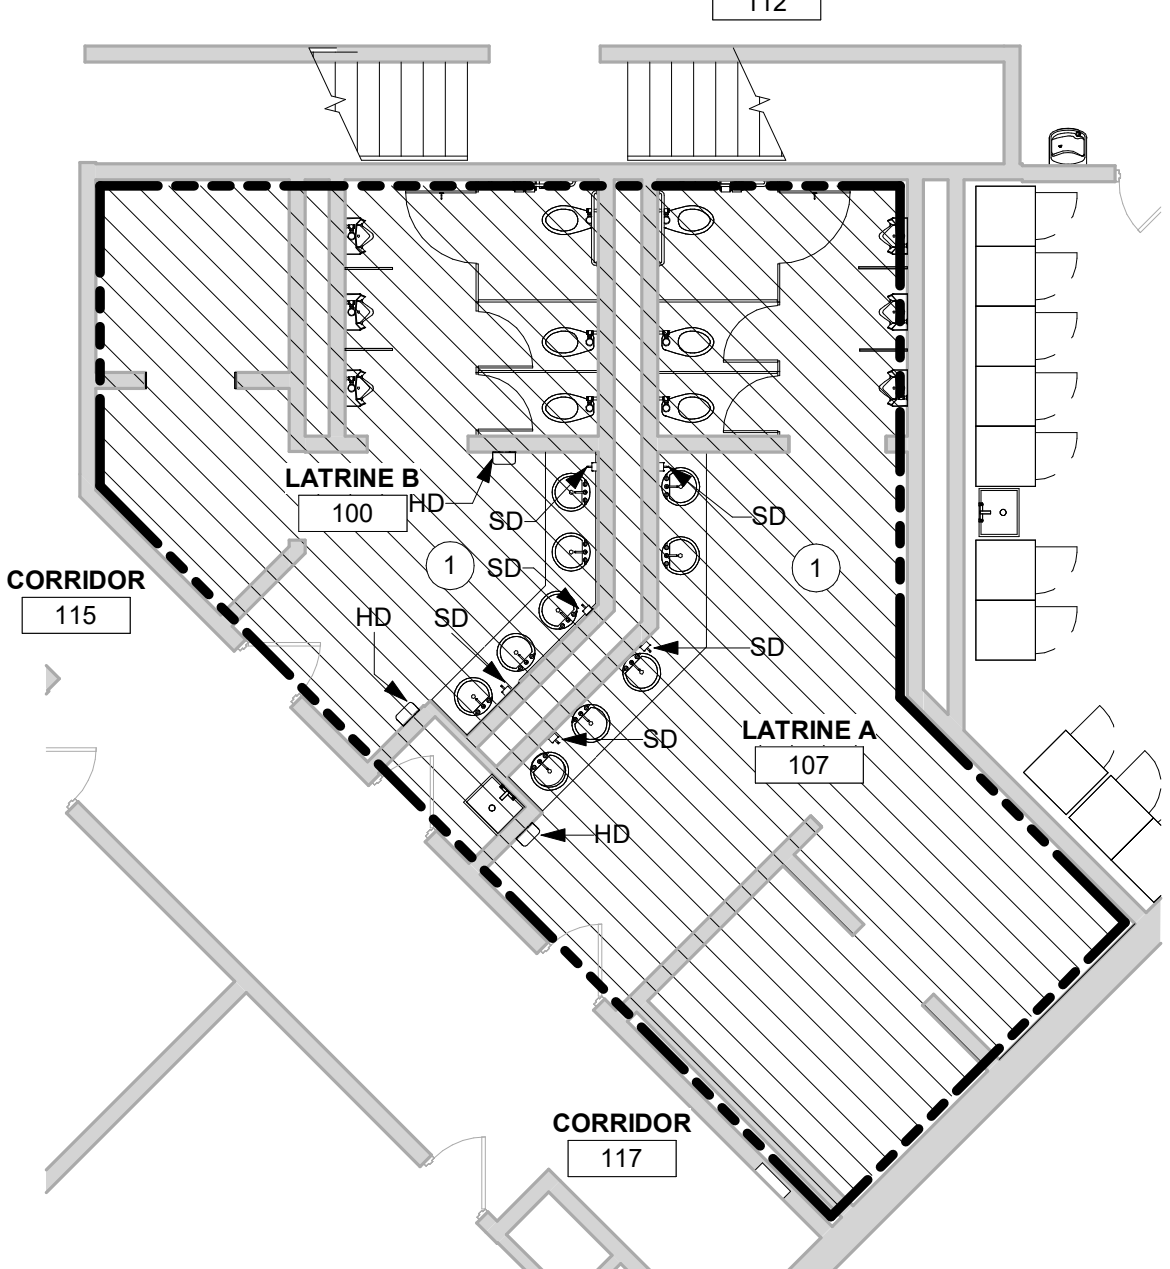 112
LATRINE B
100
HD
SD
SD
1
SD
1
CORRIDOR
115
HD
SD
SD
SD
LATRINE A
107
HD
CORRIDOR
117